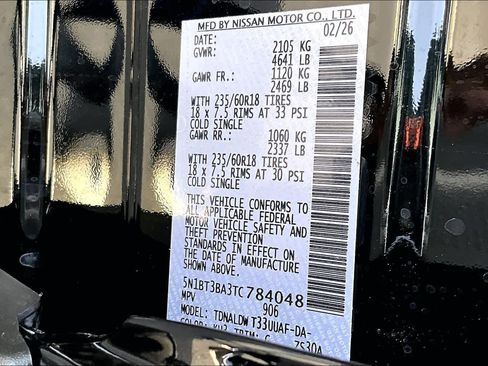 MFD BY NISSAN MOTOR CO., LTD.
DATE: 02/26
GVWR: 2105 KG
4641 LB
GAWR FR.: 1120 KG
2469 LB
WITH 235/60R18 TIRES
18 x 7.5 RIMS AT 33 PSI
COLD SINGLE
GAWR RR.: 1060 KG
2337 LB
WITH 235/60R18 TIRES
18 x 7.5 RIMS AT 30 PSI
COLD SINGLE
THIS VEHICLE CONFORMS TO
ALL APPLICABLE FEDERAL
MOTOR VEHICLE SAFETY AND
THEFT PREVENTION
STANDARDS IN EFFECT ON
THE DATE OF MANUFACTURE
SHOWN ABOVE.
5N1BT3BA3TC784048
MPV 906
MODEL: TDNALDW T33UUAF-DA-
COLOR: KH3 TRIM: G ZS30A